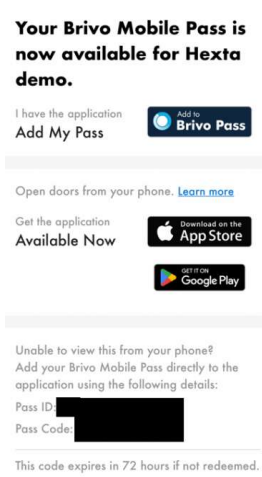 Your Brivo Mobile Pass is
now available for Hexta
demo.
I have the application
Add My Pass
Add to
Brivo Pass
Open doors from your phone. Learn more
Get the application
Available Now
Download on the
App Store
GET IT ON
Google Play
Unable to view this from your phone?
Add your Brivo Mobile Pass directly to the
application using the following details:
Pass ID:
Pass Code:
This code expires in 72 hours if not redeemed.